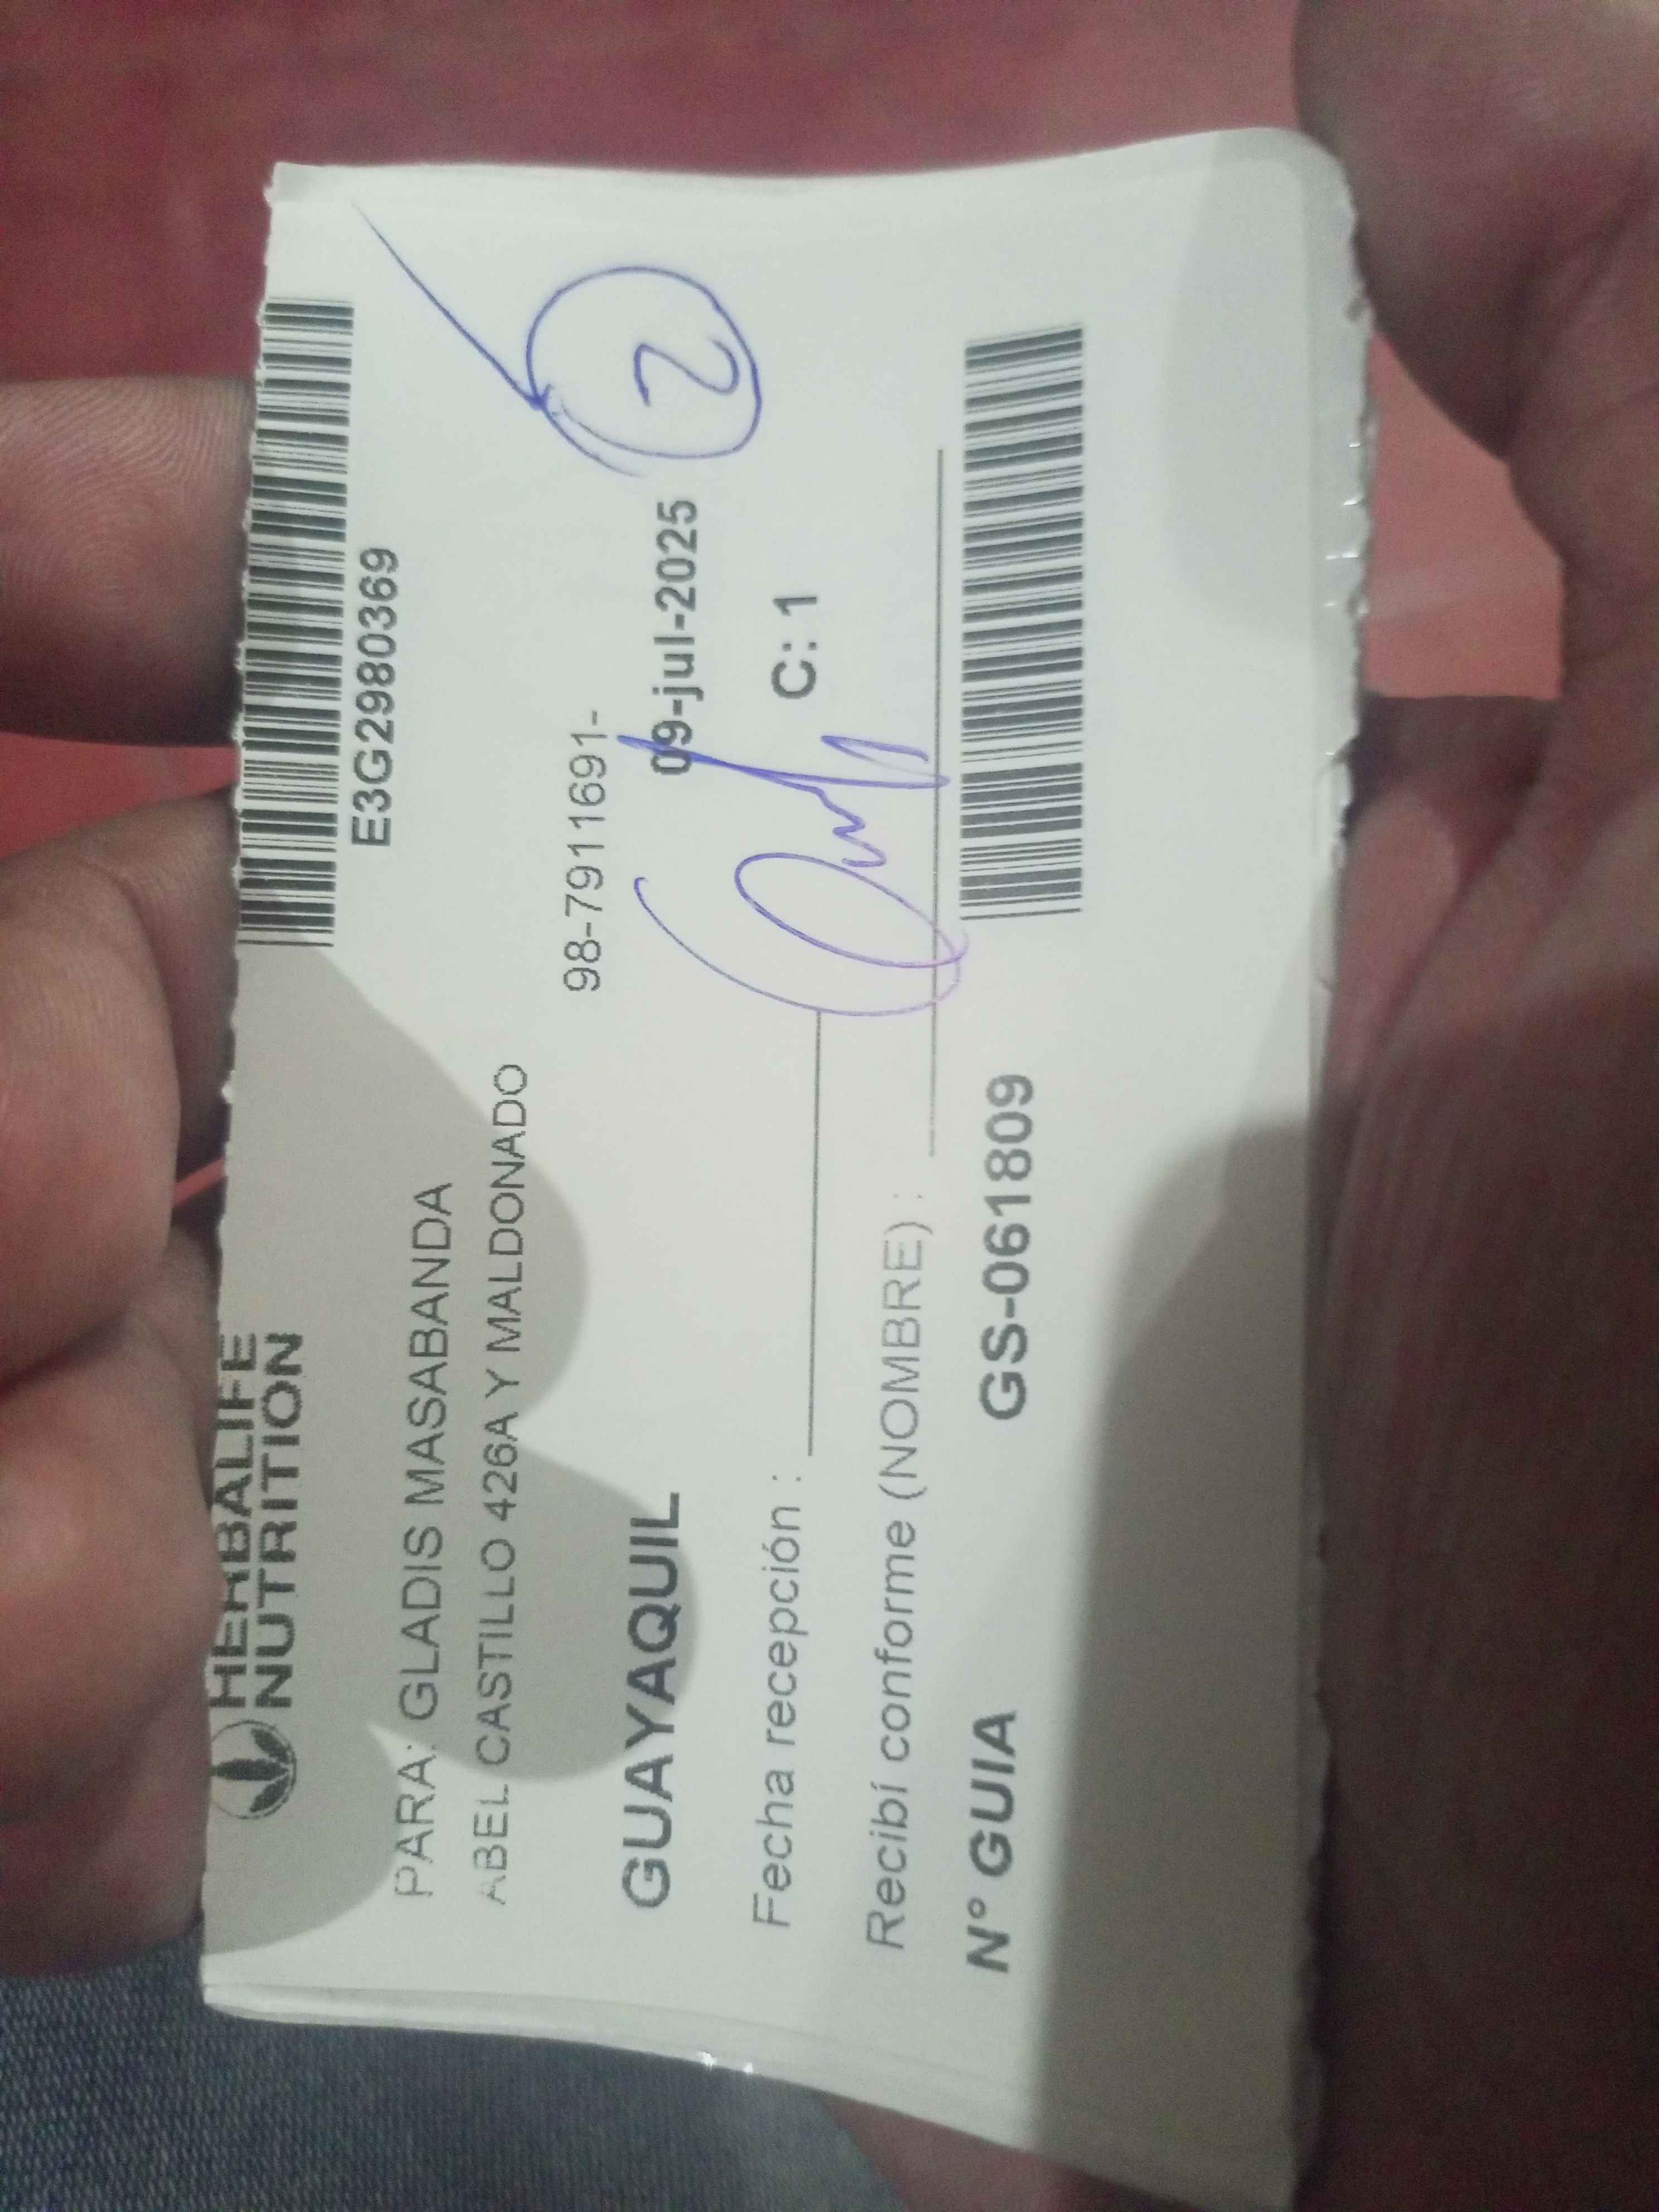 HERBALIFE
NUTRITION
E3G2980369
PARA: GLADIS MASABANDA
ABEL CASTILLO 426A Y MALDONADO
98-7911691-
GUAYAQUIL
09-jul-2025
2
Fecha recepción :
C: 1
Recibí conforme (NOMBRE) :
N° GUIA
GS-061809